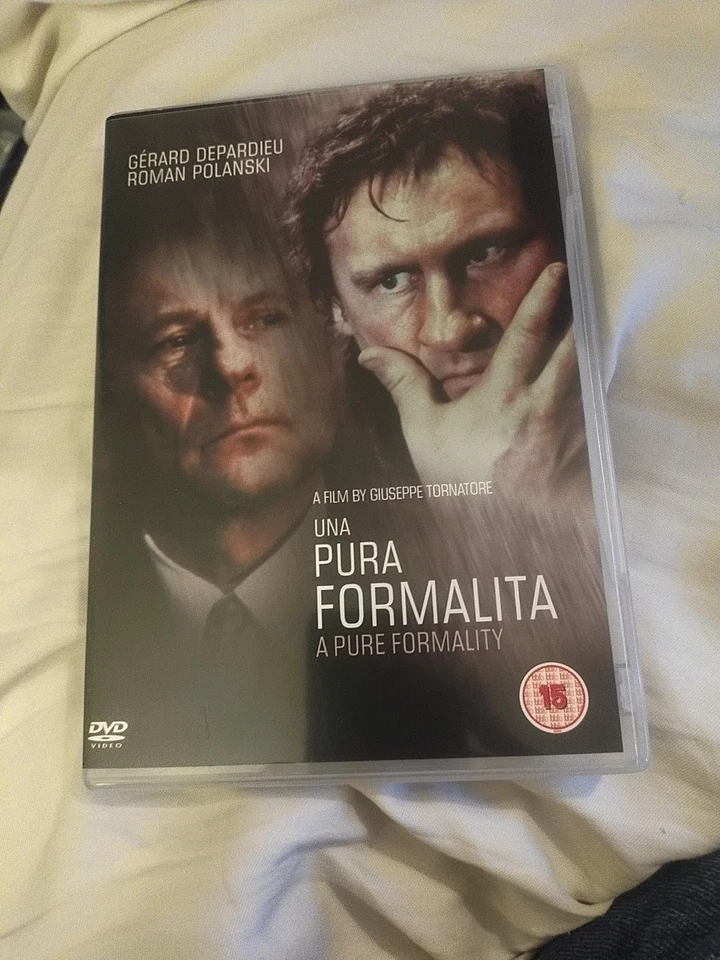 GÉRARD DEPARDIEU
ROMAN POLANSKI
A FILM BY GIUSEPPE TORNATORE
UNA
PURA
FORMALITA
A PURE FORMALITY
15
DVD
VIDEO